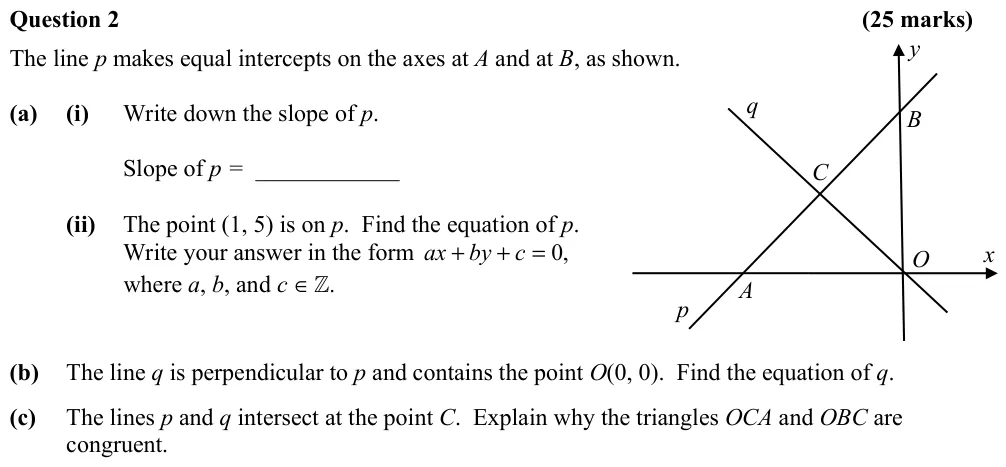 Question 2 (25 marks)
The line p makes equal intercepts on the axes at A and at B, as shown.
(a) (i) Write down the slope of p.
Slope of p = ____________
(ii) The point (1, 5) is on p. Find the equation of p.
Write your answer in the form ax + by + c = 0,
where a, b, and c ∈ ℤ.
y
q
B
C
O
x
A
p
(b) The line q is perpendicular to p and contains the point O(0, 0). Find the equation of q.
(c) The lines p and q intersect at the point C. Explain why the triangles OCA and OBC are
congruent.